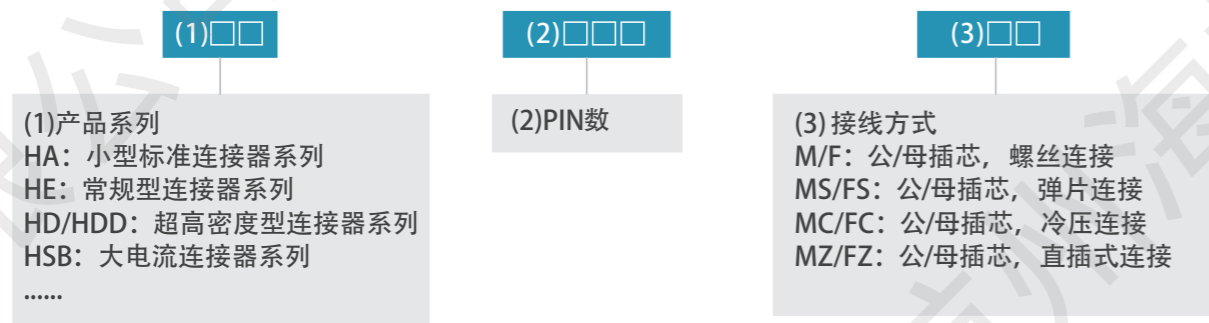 (1)□□
(2)□□□
(3)□□
(1)产品系列
HA：小型标准连接器系列
HE：常规型连接器系列
HD/HDD：超高密度型连接器系列
HSB：大电流连接器系列
......
(2)PIN数
(3) 接线方式
M/F：公/母插芯，螺丝连接
MS/FS：公/母插芯，弹片连接
MC/FC：公/母插芯，冷压连接
MZ/FZ：公/母插芯，直插式连接